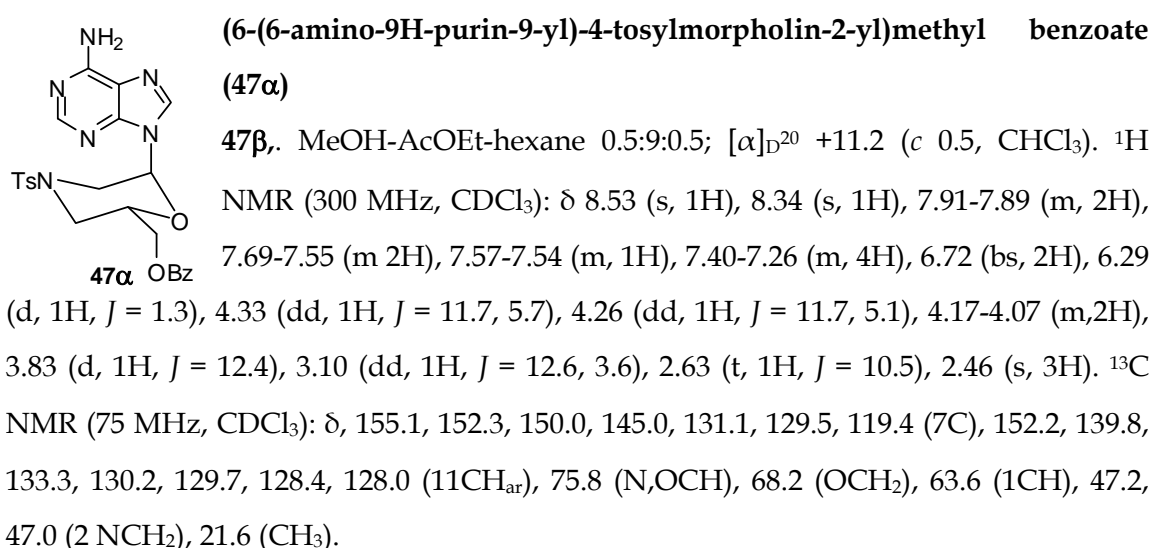 (6-(6-amino-9H-purin-9-yl)-4-tosylmorpholin-2-yl)methyl benzoate
(47α)
47β,. MeOH-AcOEt-hexane 0.5:9:0.5; [α]D20 +11.2 (c 0.5, CHCl3). 1H
NMR (300 MHz, CDCl3): δ 8.53 (s, 1H), 8.34 (s, 1H), 7.91-7.89 (m, 2H),
7.69-7.55 (m 2H), 7.57-7.54 (m, 1H), 7.40-7.26 (m, 4H), 6.72 (bs, 2H), 6.29
(d, 1H, J = 1.3), 4.33 (dd, 1H, J = 11.7, 5.7), 4.26 (dd, 1H, J = 11.7, 5.1), 4.17-4.07 (m,2H),
3.83 (d, 1H, J = 12.4), 3.10 (dd, 1H, J = 12.6, 3.6), 2.63 (t, 1H, J = 10.5), 2.46 (s, 3H). 13C
NMR (75 MHz, CDCl3): δ, 155.1, 152.3, 150.0, 145.0, 131.1, 129.5, 119.4 (7C), 152.2, 139.8,
133.3, 130.2, 129.7, 128.4, 128.0 (11CHar), 75.8 (N,OCH), 68.2 (OCH2), 63.6 (1CH), 47.2,
47.0 (2 NCH2), 21.6 (CH3).
NH2
N
N
N
N
N
TsN
O
47α OBz